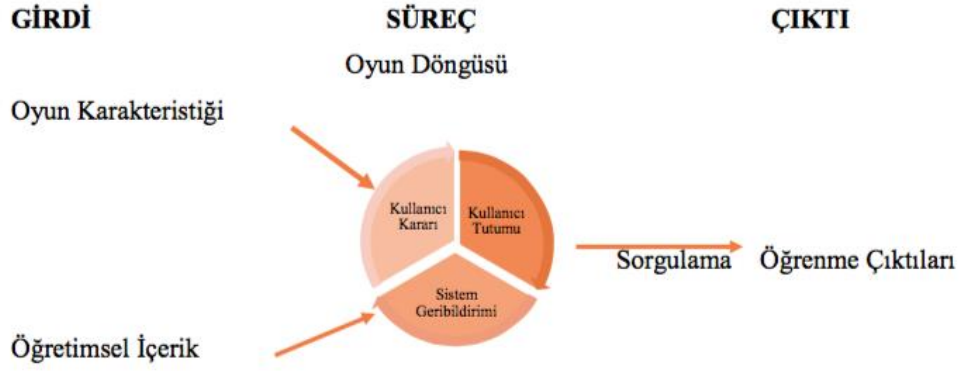 GİRDİ
SÜREÇ
ÇIKTI
Oyun Döngüsü
Oyun Karakteristiği
Kullanıcı
Kararı
Kullanıcı
Tutumu
Sistem
Geribildirimi
Sorgulama
Öğrenme Çıktıları
Öğretimsel İçerik